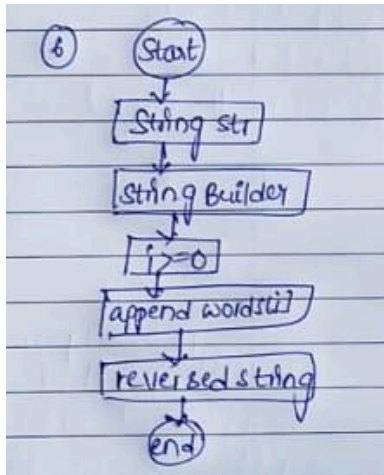 6
Start
String str
String Builder
i>=0
append words[i]
reversed string
end